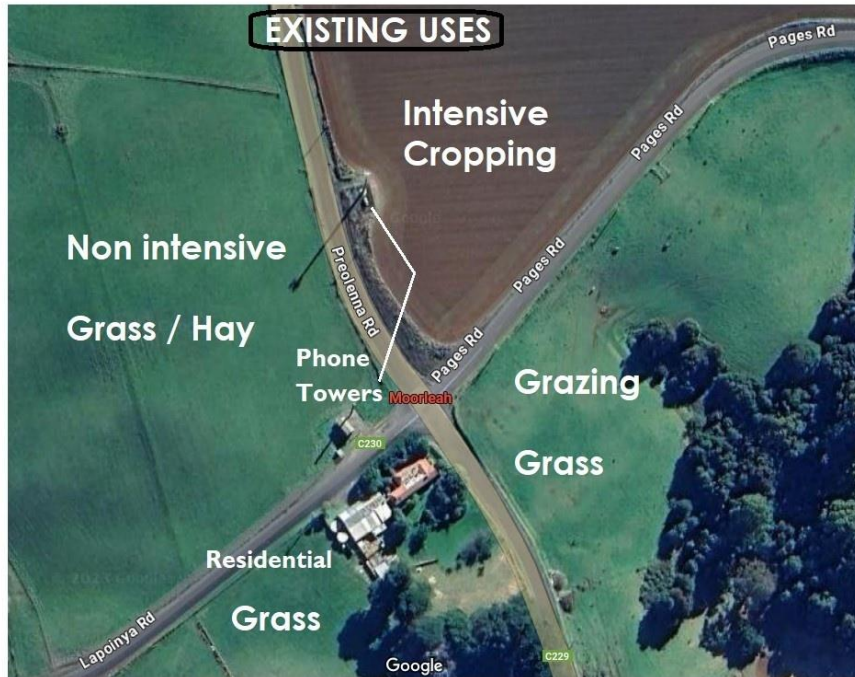 EXISTING USES
Pages Rd
Intensive
Cropping
Pages Rd
Google
Non intensive
Preolenna Rd
Pages Rd
Grass / Hay
Pages Rd
Phone
Towers
Moorleah
Grazing
C230
Grass
Residential
Grass
Lapoinya Rd
Google
C229